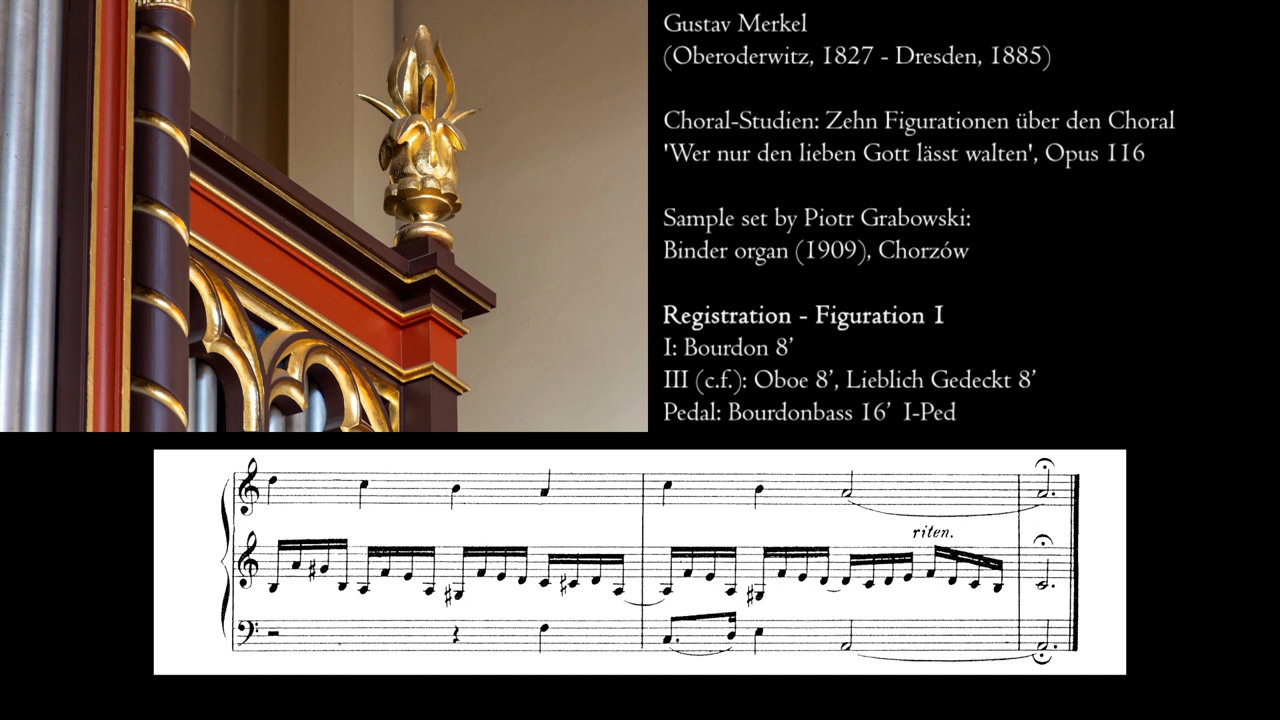 Gustav Merkel
(Oberoderwitz, 1827 - Dresden, 1885)
Choral-Studien: Zehn Figurationen über den Choral
'Wer nur den lieben Gott lässt walten', Opus 116
Sample set by Piotr Grabowski:
Binder organ (1909), Chorzów
Registration - Figuration I
I: Bourdon 8’
III (c.f.): Oboe 8’, Lieblich Gedeckt 8’
Pedal: Bourdonbass 16’ I-Ped
riten.